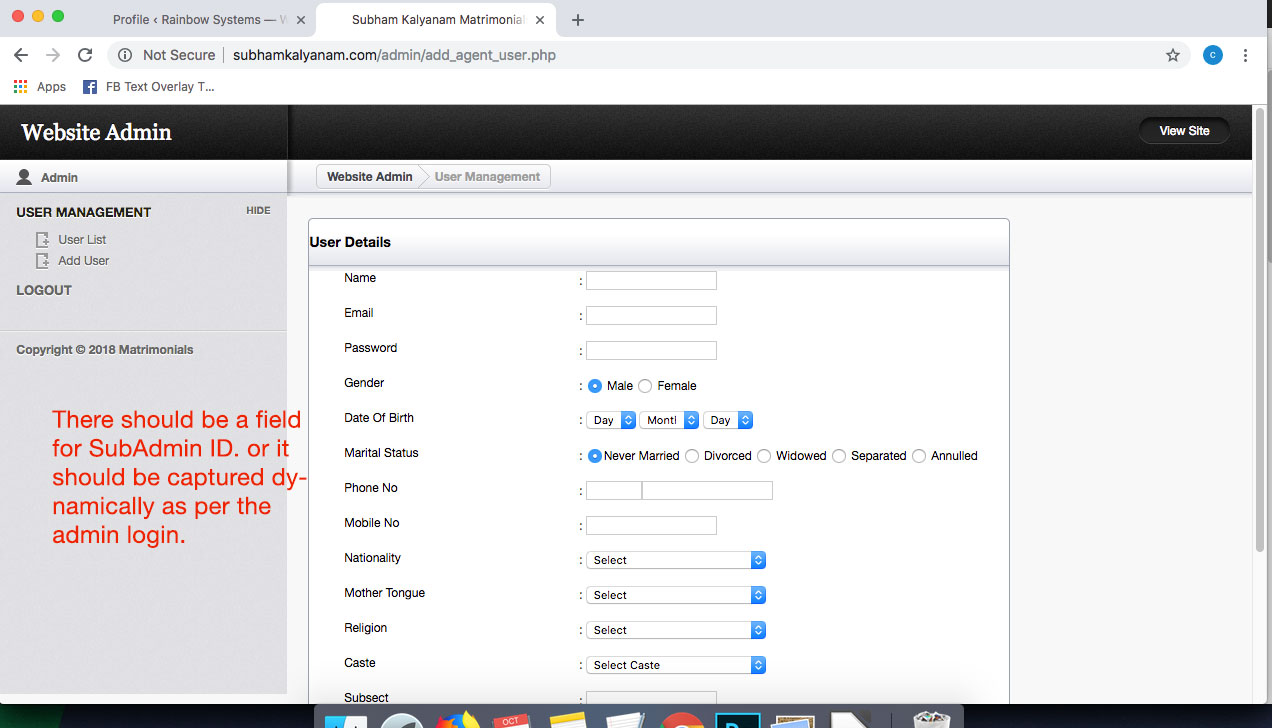 Profile ‹ Rainbow Systems — W
Subham Kalyanam Matrimonial
Not Secure | subhamkalyanam.com/admin/add_agent_user.php
C
Apps
FB Text Overlay T...
Website Admin
View Site
Admin
Website Admin
User Management
USER MANAGEMENT
HIDE
User List
Add User
LOGOUT
Copyright © 2018 Matrimonials
There should be a field
for SubAdmin ID. or it
should be captured dy-
namically as per the
admin login.
User Details
Name :
Email :
Password :
Gender : Male Female
Date Of Birth : Day Montl Day
Marital Status : Never Married Divorced Widowed Separated Annulled
Phone No :
Mobile No :
Nationality : Select
Mother Tongue : Select
Religion : Select
Caste : Select Caste
Subsect :
OCT